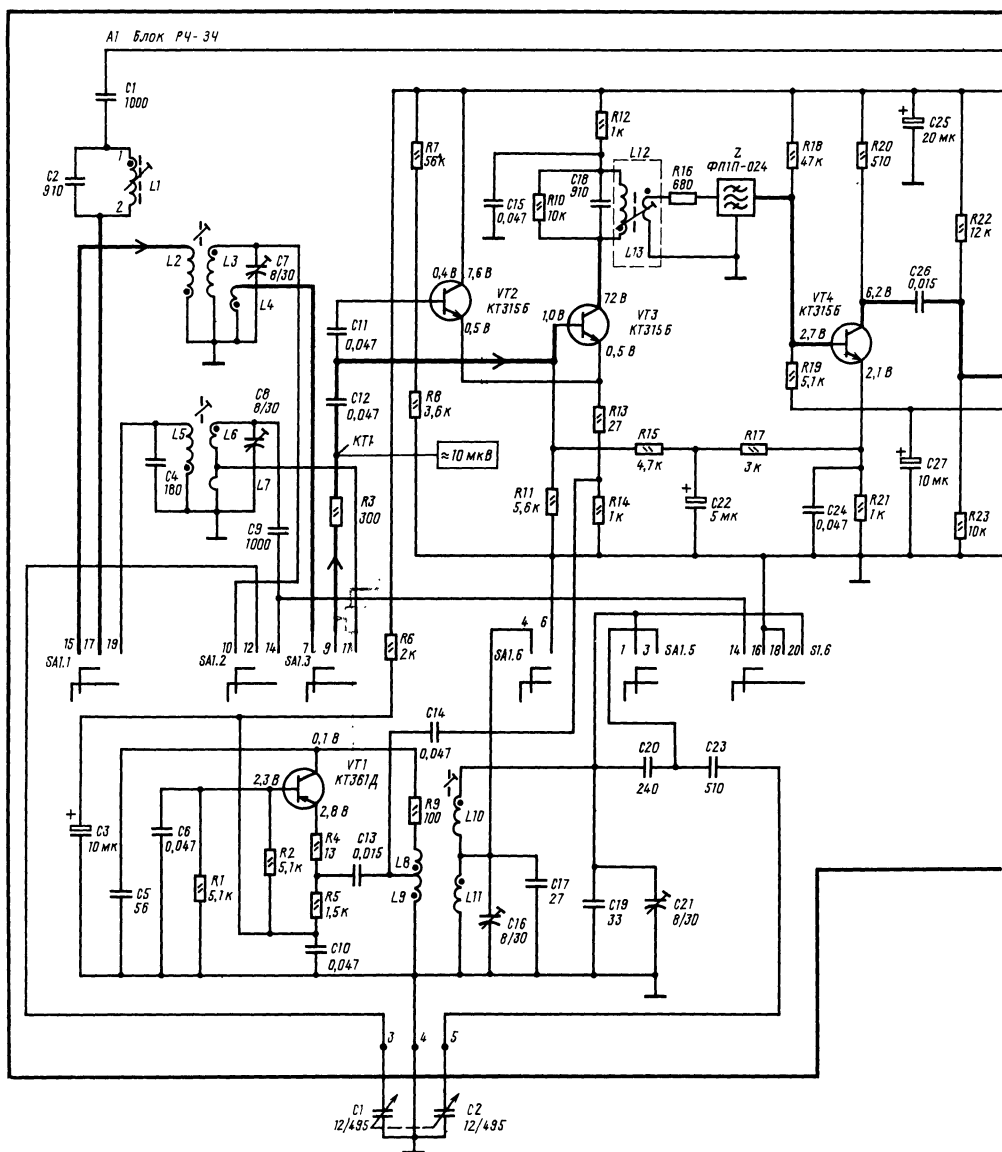 А1 Блок РЧ-ЗЧ
C1
1000
C2
910
1
L1
2
L2
L3
C7
8/30
L4
R7
56к
R12
1к
C15
0,047
R10
10к
C18
910
L12
L13
R16
680
Z
ФП1П-024
R18
47к
R20
510
+
C25
20 мк
R22
12к
C26
0,015
0,4 В
7,6 В
VT2
КТ315Б
0,5 В
1,0 В
72 В
VT3
КТ315Б
0,5 В
VT4
КТ315Б
6,2 В
2,7 В
2,1 В
R19
5,1к
C11
0,047
C12
0,047
R8
3,6к
R13
27
КТ1
≈10 мкВ
R15
4,7к
R17
3к
L5
L6
C8
8/30
C4
180
L7
C9
1000
R3
300
R11
5,6к
R14
1к
+
C22
5 мк
C24
0,047
R21
1к
+
C27
10 мк
R23
10к
15
17
19
SA1.1
10
12
14
SA1.2
7
9
11
SA1.3
R6
2к
4
6
SA1.6
1
3
SA1.5
14
16
18
20
S1.6
C14
0,047
0,1 В
VT1
КТ361Д
2,3 В
2,8 В
C20
240
C23
510
+
C3
10 мк
C6
0,047
R2
5,1к
R4
13
C13
0,015
R9
100
L8
L9
L10
L11
C5
56
R1
5,1к
R5
1,5к
C10
0,047
C16
8/30
C17
27
C19
33
C21
8/30
3
4
5
C1
12/495
C2
12/495